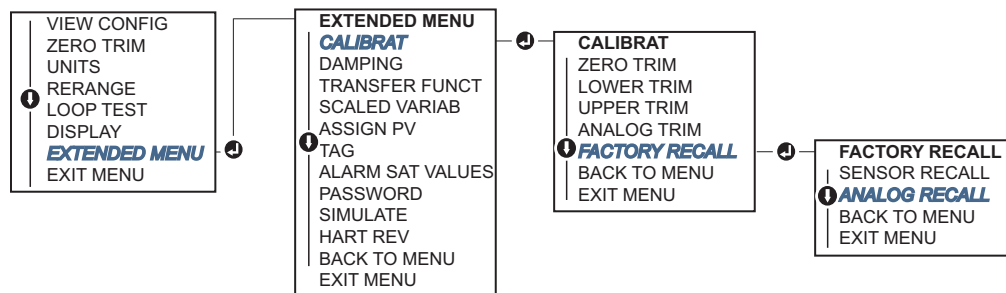 VIEW CONFIG
ZERO TRIM
UNITS
RERANGE
LOOP TEST
DISPLAY
EXTENDED MENU
EXIT MENU
EXTENDED MENU
CALIBRAT
DAMPING
TRANSFER FUNCT
SCALED VARIAB
ASSIGN PV
TAG
ALARM SAT VALUES
PASSWORD
SIMULATE
HART REV
BACK TO MENU
EXIT MENU
CALIBRAT
ZERO TRIM
LOWER TRIM
UPPER TRIM
ANALOG TRIM
FACTORY RECALL
BACK TO MENU
EXIT MENU
FACTORY RECALL
SENSOR RECALL
ANALOG RECALL
BACK TO MENU
EXIT MENU